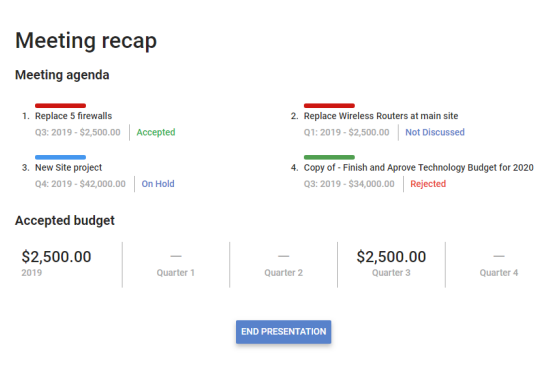 Meeting recap
Meeting agenda
1. Replace 5 firewalls
Q3: 2019 - $2,500.00 Accepted
2. Replace Wireless Routers at main site
Q1: 2019 - $2,500.00 Not Discussed
3. New Site project
Q4: 2019 - $42,000.00 On Hold
4. Copy of - Finish and Aprove Technology Budget for 2020
Q3: 2019 - $34,000.00 Rejected
Accepted budget
$2,500.00 — — $2,500.00 —
2019 Quarter 1 Quarter 2 Quarter 3 Quarter 4
END PRESENTATION